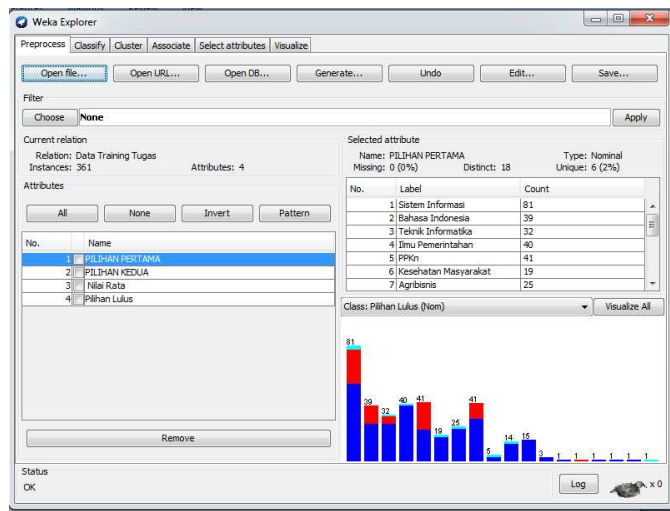 Weka Explorer
Preprocess Classify Cluster Associate Select attributes Visualize
Open file... Open URL... Open DB... Generate... Undo Edit... Save...
Filter
Choose None Apply
Current relation
Relation: Data Training Tugas
Instances: 361 Attributes: 4
Attributes
All None Invert Pattern
No. Name
1 PILIHAN PERTAMA
2 PILIHAN KEDUA
3 Nilai Rata
4 Pilihan Lulus
Remove
Selected attribute
Name: PILIHAN PERTAMA Type: Nominal
Missing: 0 (0%) Distinct: 18 Unique: 6 (2%)
No. Label Count
1 Sistem Informasi 81
2 Bahasa Indonesia 39
3 Teknik Informatika 32
4 Ilmu Pemerintahan 40
5 PPKn 41
6 Kesehatan Masyarakat 19
7 Agribisnis 25
Class: Pilihan Lulus (Nom) Visualize All
81 39 32 40 41 19 25 41 5 14 15 3 1 1 1 1 1 1
Status
OK Log x 0